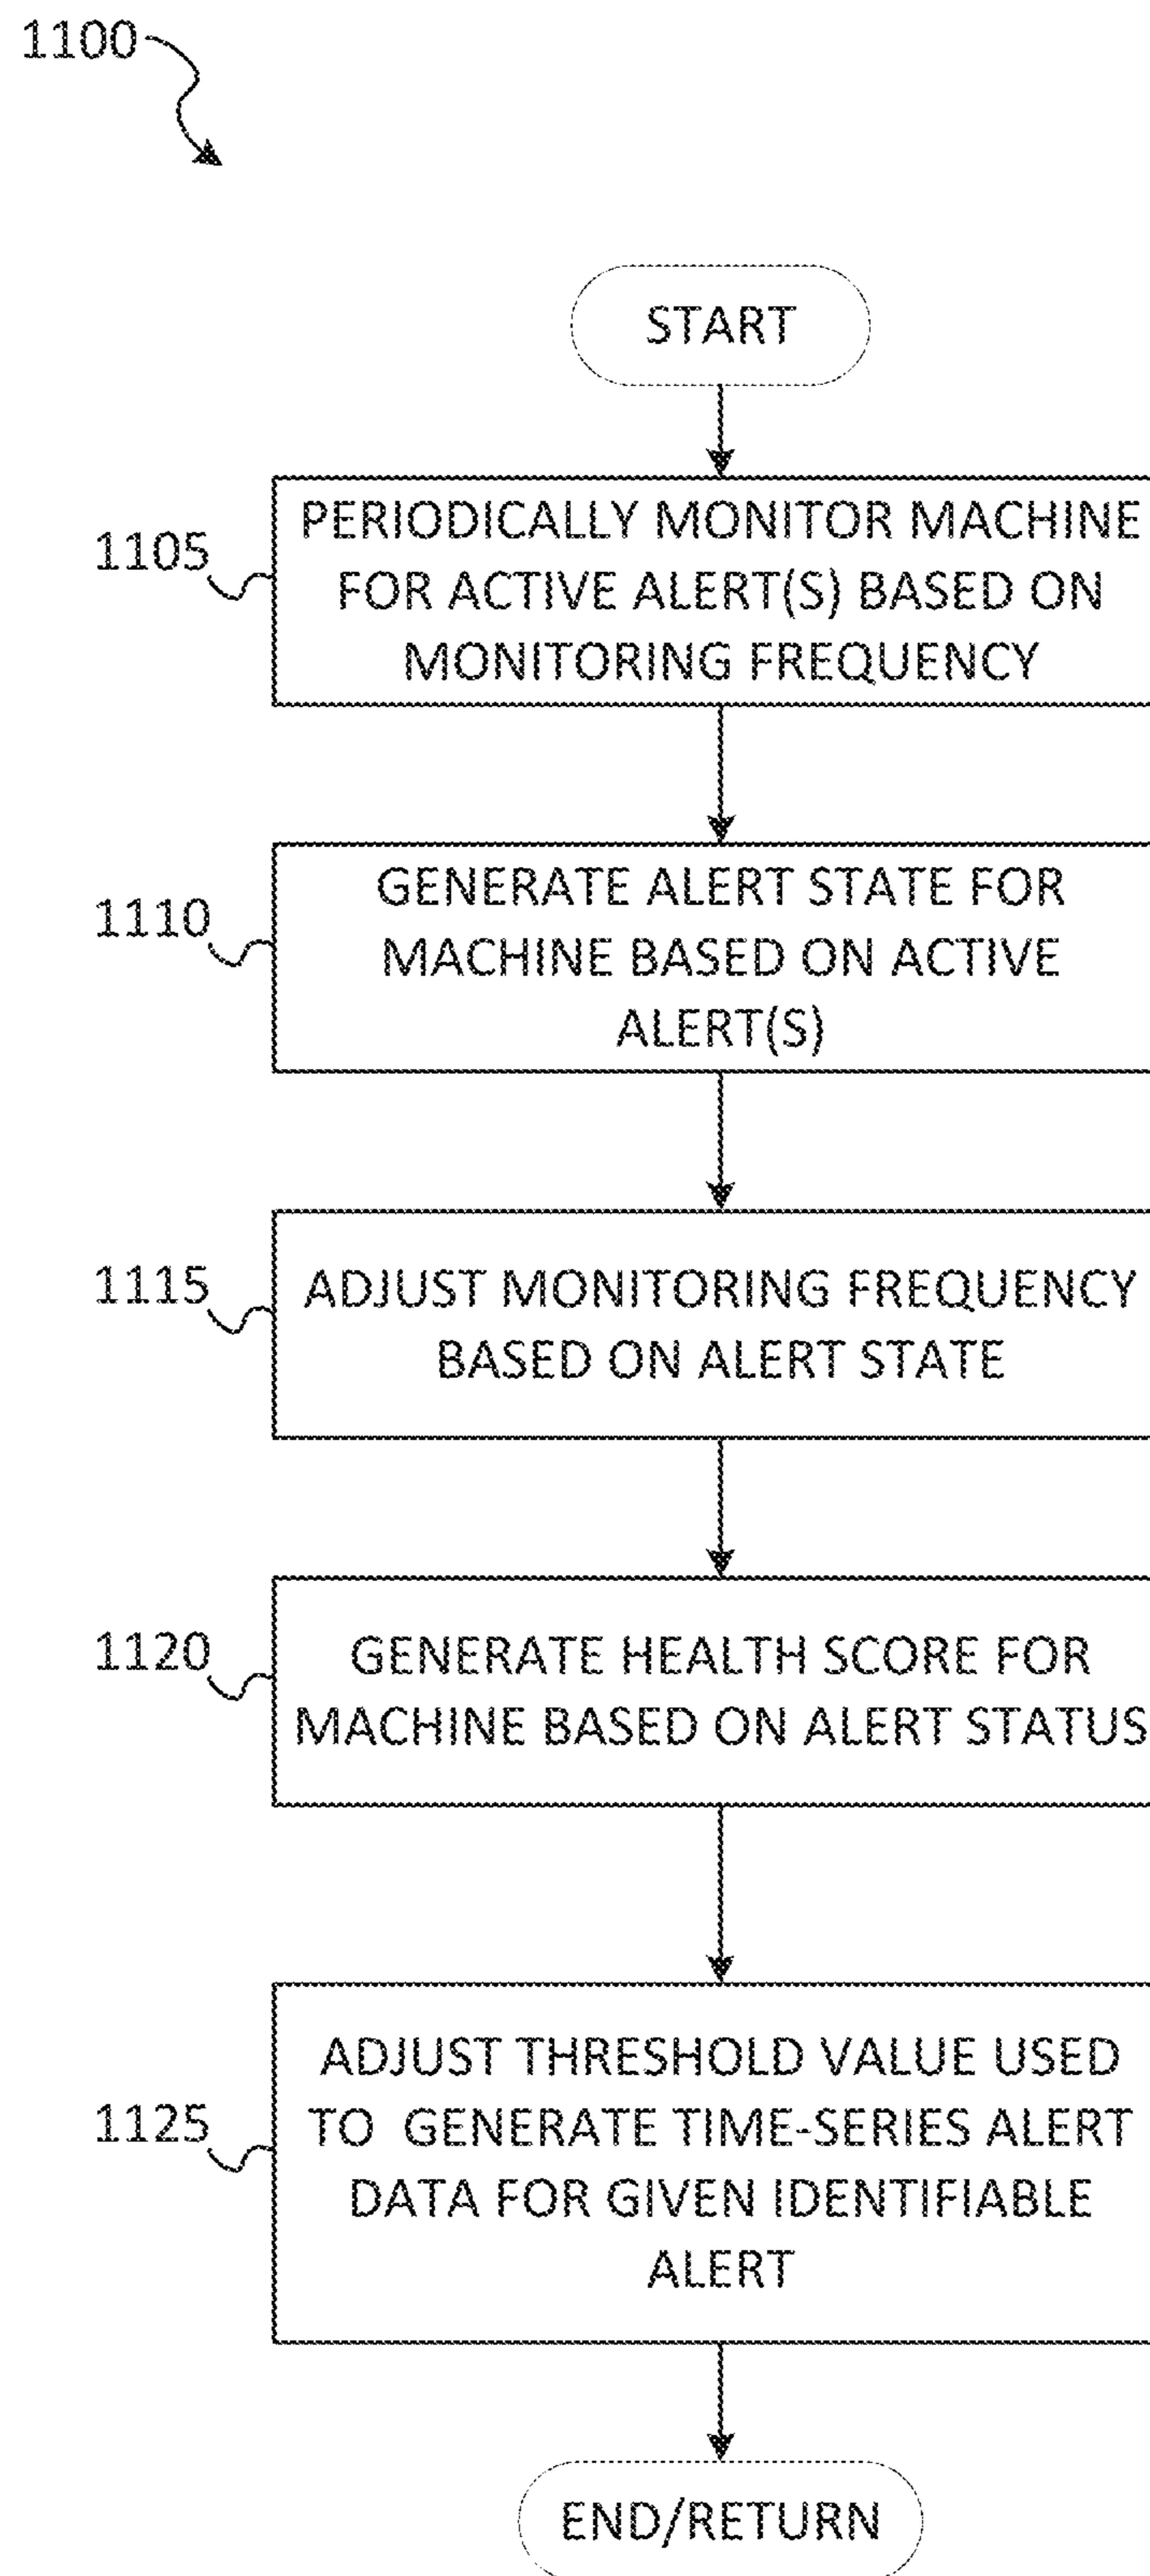 1100
START
1105
PERIODICALLY MONITOR MACHINE
FOR ACTIVE ALERT(S) BASED ON
MONITORING FREQUENCY
1110
GENERATE ALERT STATE FOR
MACHINE BASED ON ACTIVE
ALERT(S)
1115
ADJUST MONITORING FREQUENCY
BASED ON ALERT STATE
1120
GENERATE HEALTH SCORE FOR
MACHINE BASED ON ALERT STATUS
1125
ADJUST THRESHOLD VALUE USED
TO GENERATE TIME-SERIES ALERT
DATA FOR GIVEN IDENTIFIABLE
ALERT
END/RETURN